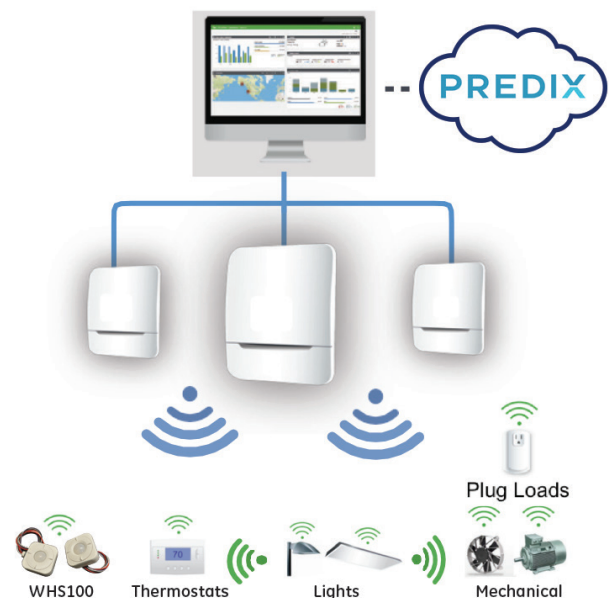 PREDIX
Plug Loads
70
WHS100
Thermostats
Lights
Mechanical